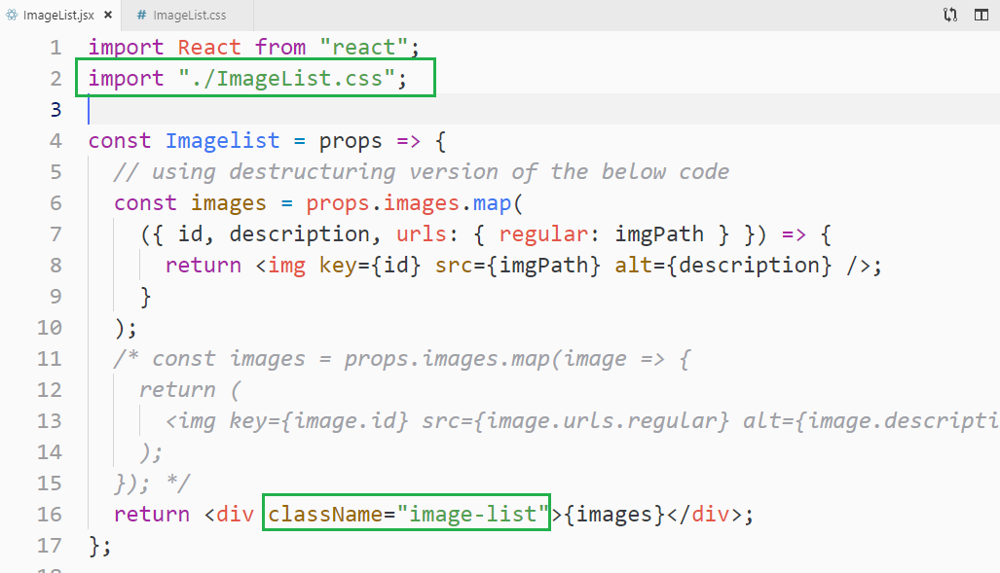 ImageList.jsx × # ImageList.css
1 import React from "react";
2 import "./ImageList.css";
3
4 const Imagelist = props => {
5 // using destructuring version of the below code
6 const images = props.images.map(
7 ({ id, description, urls: { regular: imgPath } }) => {
8 return <img key={id} src={imgPath} alt={description} />;
9 }
10 );
11 /* const images = props.images.map(image => {
12 return (
13 <img key={image.id} src={image.urls.regular} alt={image.descripti
14 );
15 }); */
16 return <div className="image-list">{images}</div>;
17 };